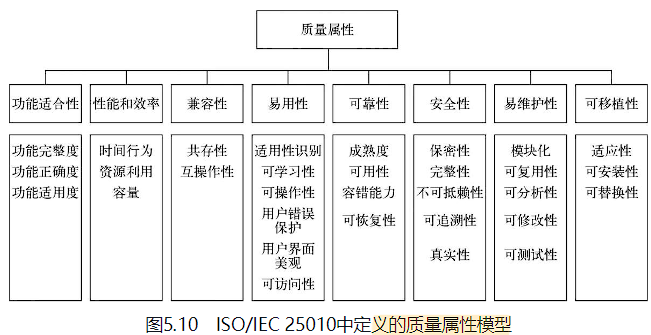 质量属性
功能适合性
性能和效率
兼容性
易用性
可靠性
安全性
易维护性
可移植性
功能完整度
功能正确度
功能适用度
时间行为
资源利用
容量
共存性
互操作性
适用性识别
可学习性
可操作性
用户错误
保护
用户界面
美观
可访问性
成熟度
可用性
容错能力
可恢复性
保密性
完整性
不可抵赖性
可追溯性
真实性
模块化
可复用性
可分析性
可修改性
可测试性
适应性
可安装性
可替换性
图5.10 ISO/IEC 25010中定义的质量属性模型